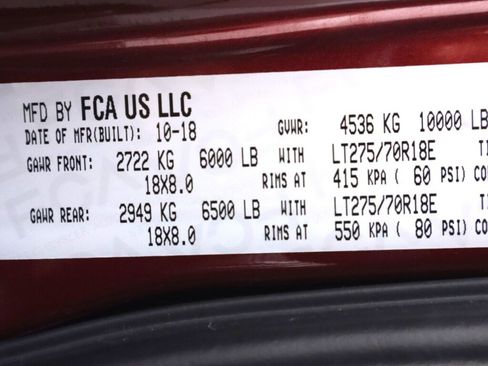 MFD BY FCA US LLC
DATE OF MFR(BUILT): 10-18 GVWR: 4536 KG 10000 LB
GAWR FRONT: 2722 KG 6000 LB WITH LT275/70R18E
18X8.0 RIMS AT 415 KPA ( 60 PSI)
GAWR REAR: 2949 KG 6500 LB WITH LT275/70R18E
18X8.0 RIMS AT 550 KPA ( 80 PSI)